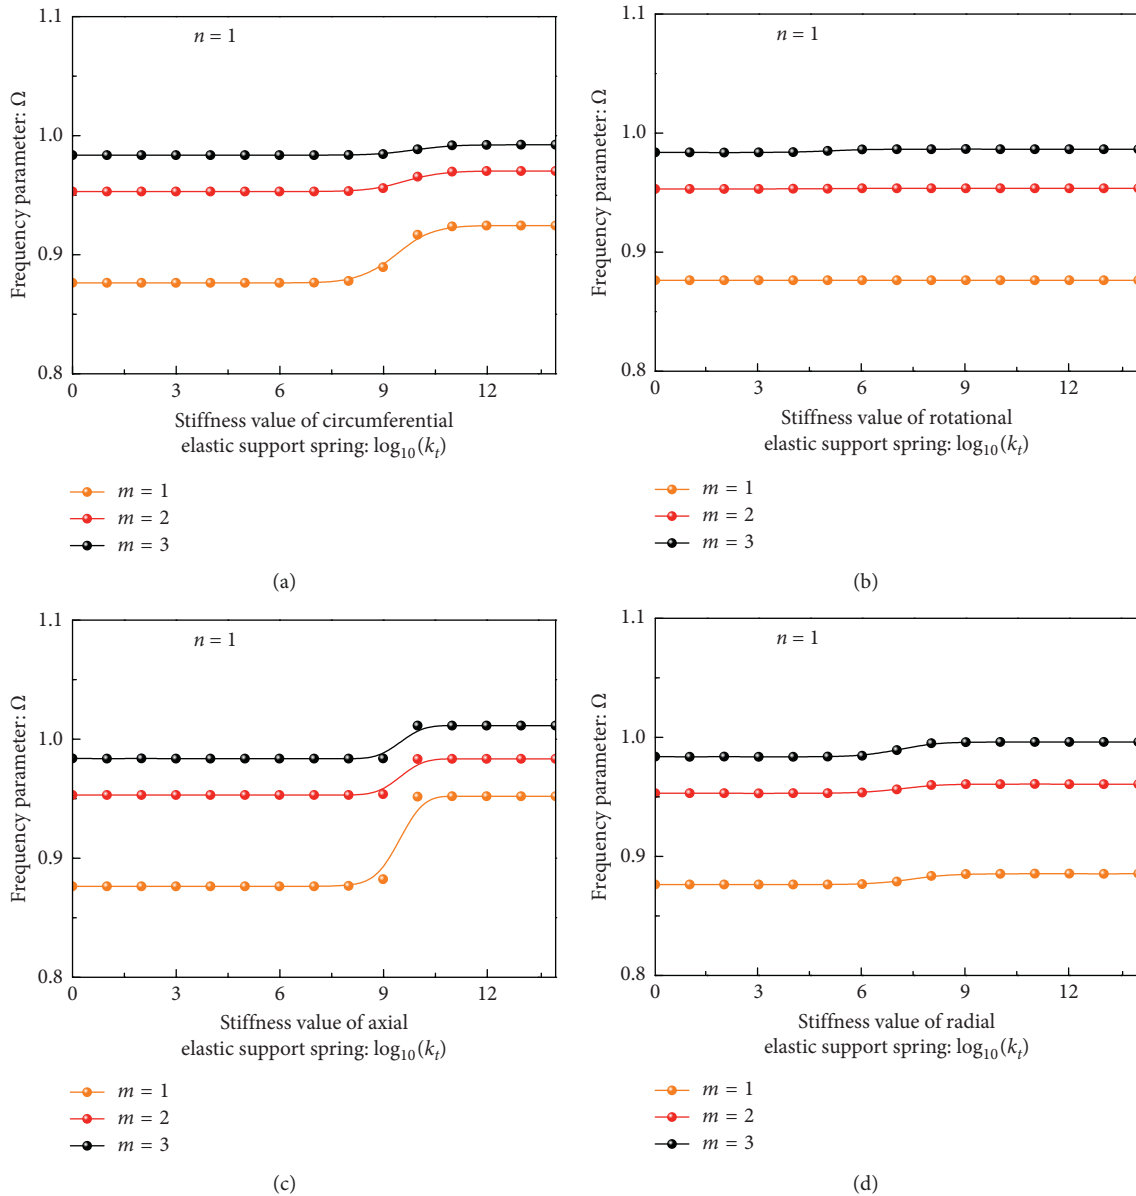 1.1
n = 1
1.0
0.9
0.8
Frequency parameter: Ω
0 3 6 9 12
Stiffness value of circumferential
elastic support spring: log₁₀(kₜ)
m = 1
m = 2
m = 3
(a)
1.1
n = 1
1.0
0.9
0.8
Frequency parameter: Ω
0 3 6 9 12
Stiffness value of rotational
elastic support spring: log₁₀(kₜ)
m = 1
m = 2
m = 3
(b)
1.1
n = 1
1.0
0.9
0.8
Frequency parameter: Ω
0 3 6 9 12
Stiffness value of axial
elastic support spring: log₁₀(kₜ)
m = 1
m = 2
m = 3
(c)
1.1
n = 1
1.0
0.9
0.8
Frequency parameter: Ω
0 3 6 9 12
Stiffness value of radial
elastic support spring: log₁₀(kₜ)
m = 1
m = 2
m = 3
(d)